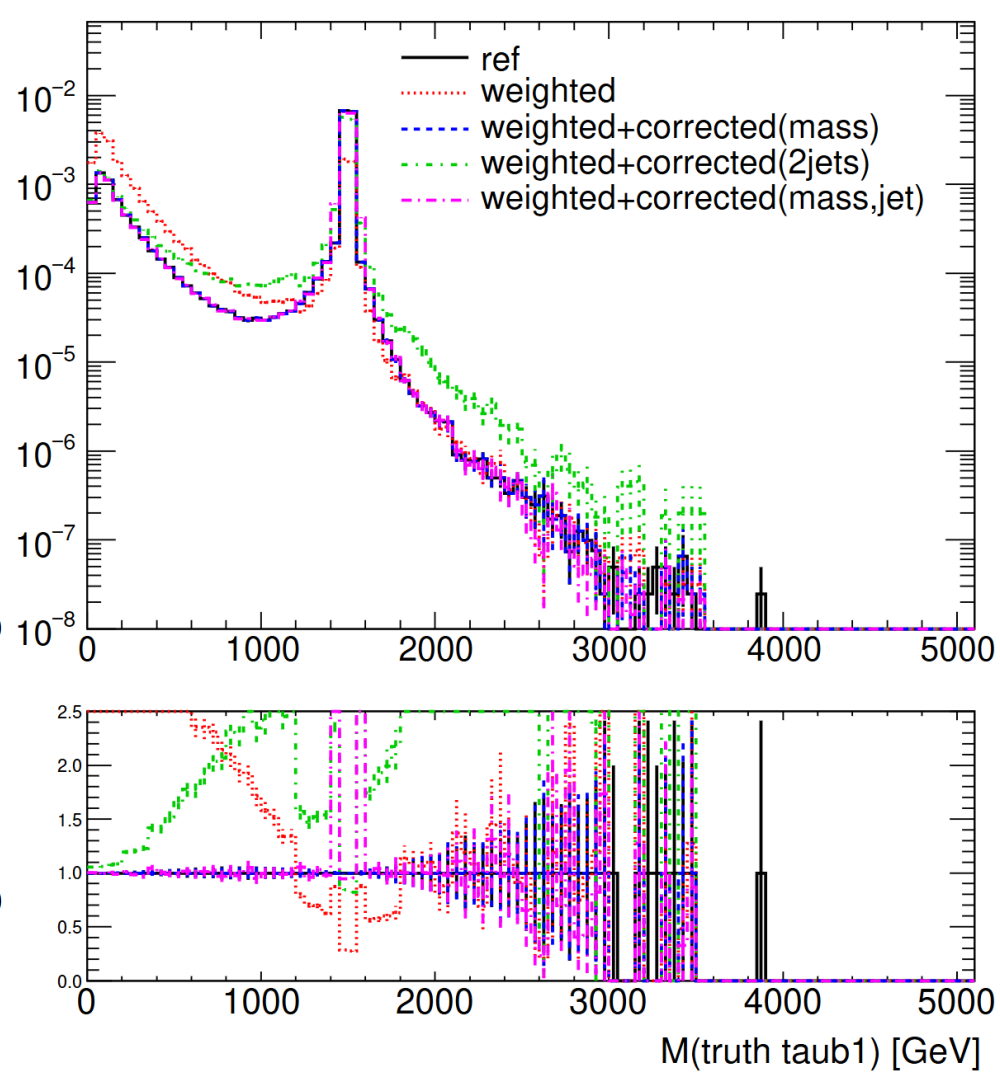 ref
weighted
weighted+corrected(mass)
weighted+corrected(2jets)
weighted+corrected(mass,jet)
10−2
10−3
10−4
10−5
10−6
10−7
10−8
0 1000 2000 3000 4000 5000
2.5
2.0
1.5
1.0
0.5
0.0
0 1000 2000 3000 4000 5000
M(truth taub1) [GeV]